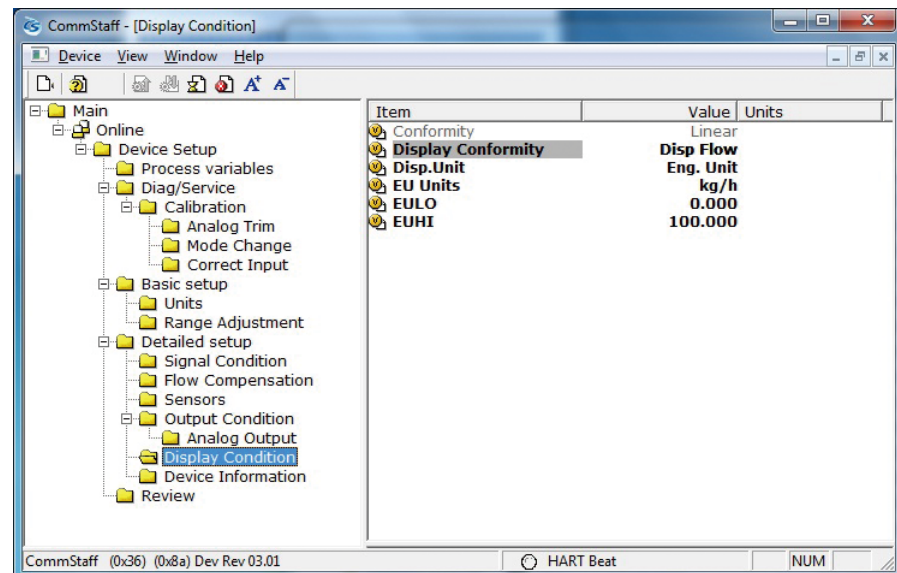 CommStaff - [Display Condition]
Device View Window Help
Main
Online
Device Setup
Process variables
Diag/Service
Calibration
Analog Trim
Mode Change
Correct Input
Basic setup
Units
Range Adjustment
Detailed setup
Signal Condition
Flow Compensation
Sensors
Output Condition
Analog Output
Display Condition
Device Information
Review
Item Value Units
Conformity Linear
Display Conformity Disp Flow
Disp.Unit Eng. Unit
EU Units kg/h
EULO 0.000
EUHI 100.000
CommStaff (0x36) (0x8a) Dev Rev 03.01 HART Beat NUM